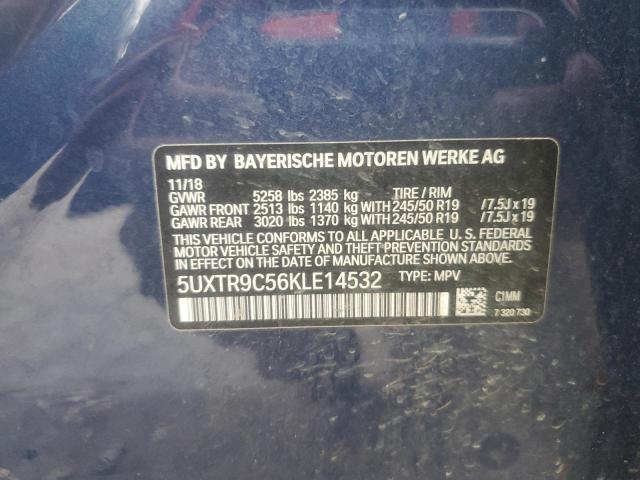 MFD BY BAYERISCHE MOTOREN WERKE AG
11/18
GVWR 5258 lbs 2385 kg TIRE / RIM
GAWR FRONT 2513 lbs 1140 kg WITH 245/50 R19 /7.5J x 19
GAWR REAR 3020 lbs 1370 kg WITH 245/50 R19 /7.5J x 19
THIS VEHICLE CONFORMS TO ALL APPLICABLE U. S. FEDERAL
MOTOR VEHICLE SAFETY AND THEFT PREVENTION STANDARDS
IN EFFECT ON THE DATE OF MANUFACTURE SHOWN ABOVE.
5UXTR9C56KLE14532 TYPE: MPV
C1MM
7 320 730